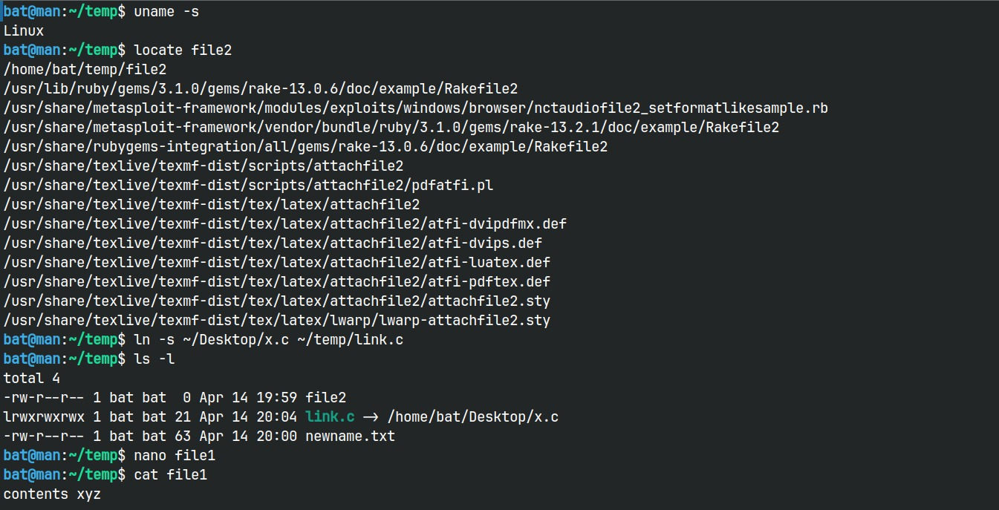 bat@man:~/temp$ uname -s
Linux
bat@man:~/temp$ locate file2
/home/bat/temp/file2
/usr/lib/ruby/gems/3.1.0/gems/rake-13.0.6/doc/example/Rakefile2
/usr/share/metasploit-framework/modules/exploits/windows/browser/nctaudiofile2_setformatlikesample.rb
/usr/share/metasploit-framework/vendor/bundle/ruby/3.1.0/gems/rake-13.2.1/doc/example/Rakefile2
/usr/share/rubygems-integration/all/gems/rake-13.0.6/doc/example/Rakefile2
/usr/share/texlive/texmf-dist/scripts/attachfile2
/usr/share/texlive/texmf-dist/scripts/attachfile2/pdfatfi.pl
/usr/share/texlive/texmf-dist/tex/latex/attachfile2
/usr/share/texlive/texmf-dist/tex/latex/attachfile2/atfi-dvipdfmx.def
/usr/share/texlive/texmf-dist/tex/latex/attachfile2/atfi-dvips.def
/usr/share/texlive/texmf-dist/tex/latex/attachfile2/atfi-luatex.def
/usr/share/texlive/texmf-dist/tex/latex/attachfile2/atfi-pdftex.def
/usr/share/texlive/texmf-dist/tex/latex/attachfile2/attachfile2.sty
/usr/share/texlive/texmf-dist/tex/latex/lwarp/lwarp-attachfile2.sty
bat@man:~/temp$ ln -s ~/Desktop/x.c ~/temp/link.c
bat@man:~/temp$ ls -l
total 4
-rw-r--r-- 1 bat bat  0 Apr 14 19:59 file2
lrwxrwxrwx 1 bat bat 21 Apr 14 20:04 link.c -> /home/bat/Desktop/x.c
-rw-r--r-- 1 bat bat 63 Apr 14 20:00 newname.txt
bat@man:~/temp$ nano file1
bat@man:~/temp$ cat file1
contents xyz